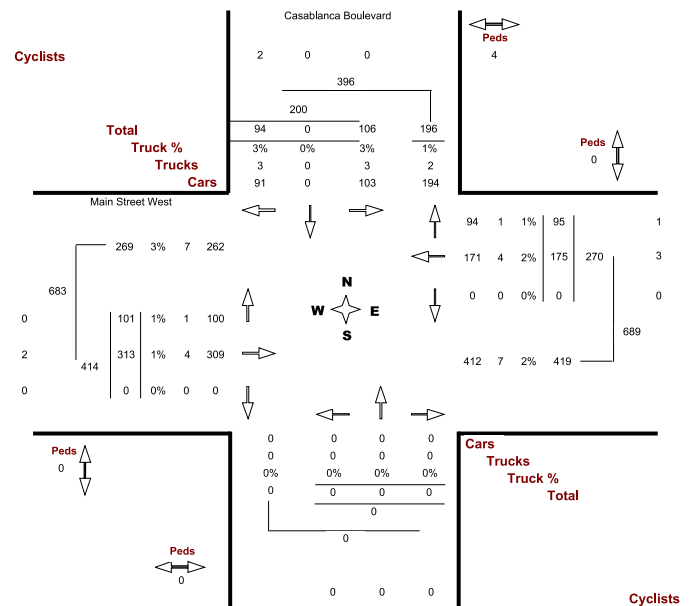 Casablanca Boulevard
Cyclists 2 0 0 Peds
4
396
200
Total 94 0 106 196
Truck % 3% 0% 3% 1% Peds
Trucks 3 0 3 2 0
Cars 91 0 103 194
Main Street West
94 1 1% 95 1
269 3% 7 262 171 4 2% 175 270 3
N
683 0 0 0% 0 0
W E
0 101 1% 1 100
S 689
2 414 313 1% 4 309 412 7 2% 419
0 0 0% 0 0
0 0 0 0 Cars
Peds 0 0 0 0 Trucks
0 0% 0% 0% 0% Truck %
0 0 0 0 Total
0
0
Peds
0
0 0 0 Cyclists